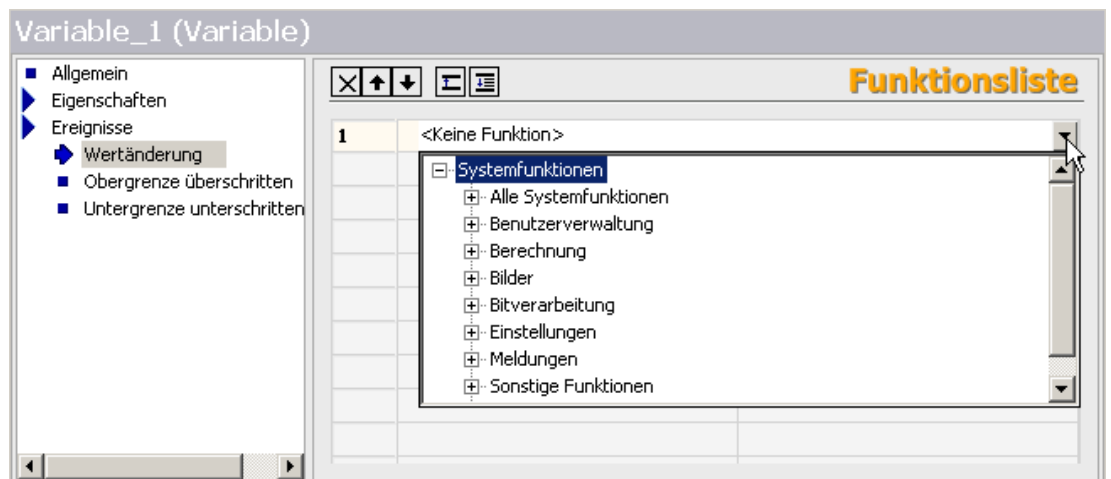 Variable_1 (Variable)
Allgemein
Eigenschaften
Ereignisse
Wertänderung
Obergrenze überschritten
Untergrenze unterschritten
Funktionsliste
1 <Keine Funktion>
Systemfunktionen
Alle Systemfunktionen
Benutzerverwaltung
Berechnung
Bilder
Bitverarbeitung
Einstellungen
Meldungen
Sonstige Funktionen